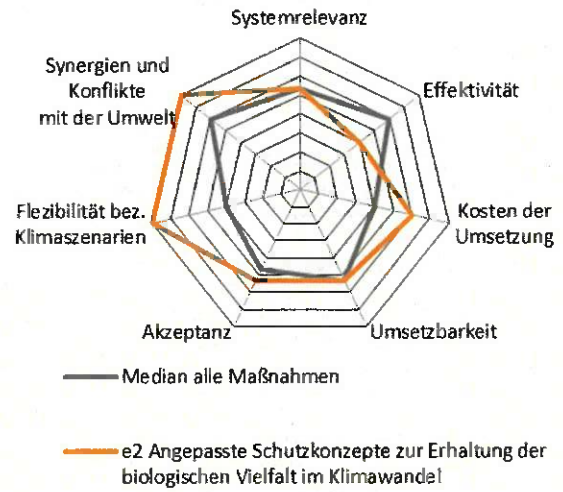 Systemrelevanz
Synergien und
Konflikte
mit der Umwelt
Effektivität
Flezibilität bez.
Klimaszenarien
Kosten der
Umsetzung
Akzeptanz
Umsetzbarkeit
Median alle Maßnahmen
e2 Angepasste Schutzkonzepte zur Erhaltung der
biologischen Vielfalt im Klimawandel